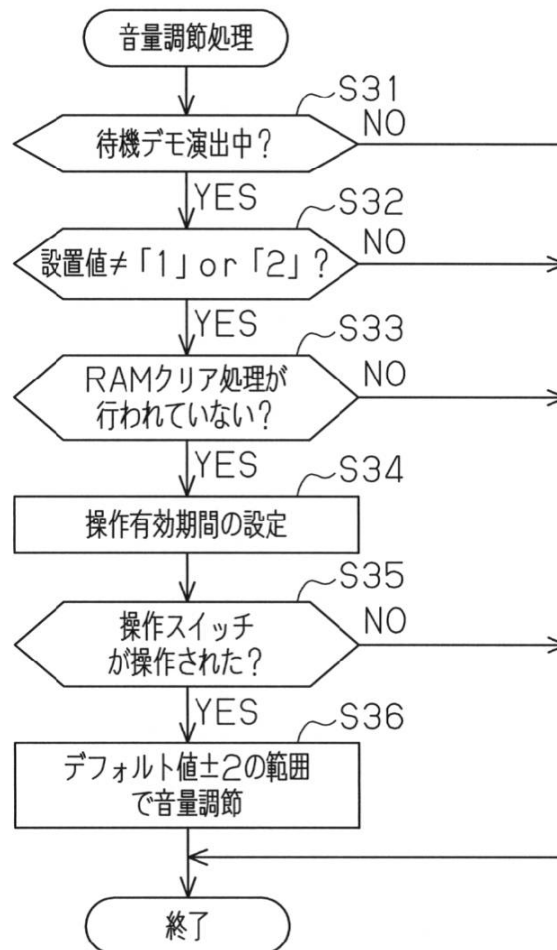 音量調節処理
S31
待機デモ演出中?
NO
YES
S32
設置値≠「1」or「2」?
NO
YES
S33
RAMクリア処理が
行われていない?
NO
YES
S34
操作有効期間の設定
S35
操作スイッチ
が操作された?
NO
YES
S36
デフォルト値±2の範囲
で音量調節
終了